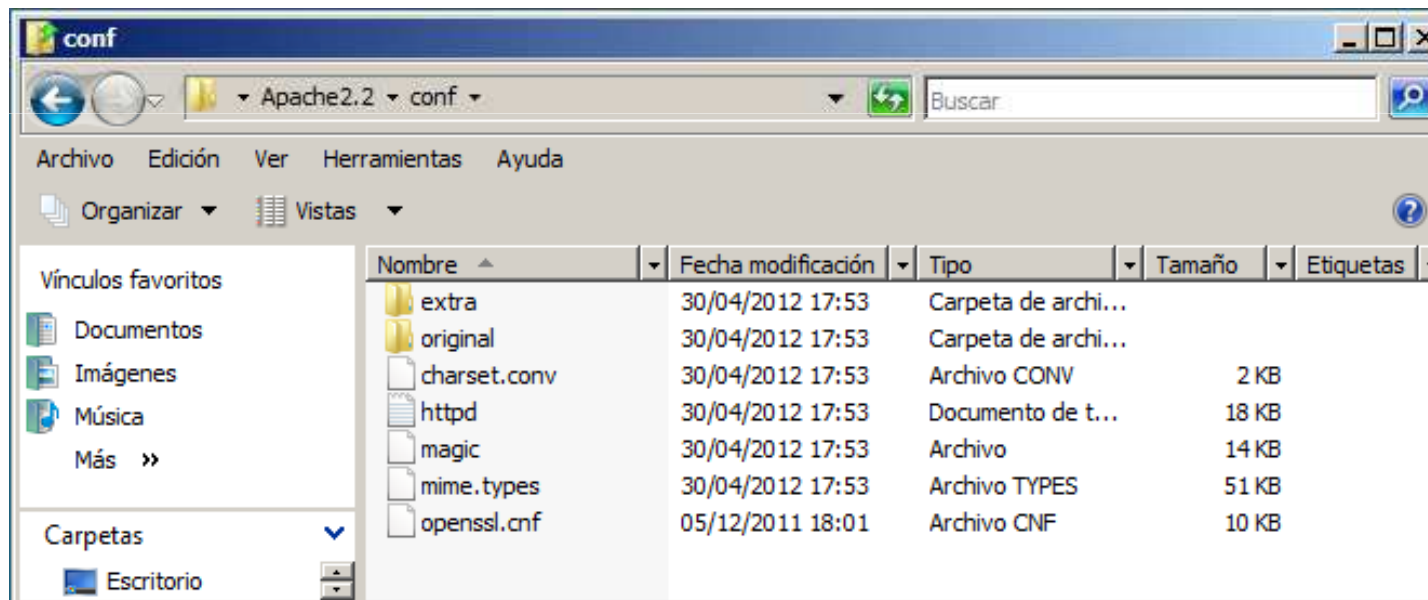 conf
Apache2.2 conf
Buscar
Archivo Edición Ver Herramientas Ayuda
Organizar Vistas
Vínculos favoritos
Documentos
Imágenes
Música
Más »
Carpetas
Escritorio
Nombre Fecha modificación Tipo Tamaño Etiquetas
extra 30/04/2012 17:53 Carpeta de archi...
original 30/04/2012 17:53 Carpeta de archi...
charset.conv 30/04/2012 17:53 Archivo CONV 2 KB
httpd 30/04/2012 17:53 Documento de t... 18 KB
magic 30/04/2012 17:53 Archivo 14 KB
mime.types 30/04/2012 17:53 Archivo TYPES 51 KB
openssl.cnf 05/12/2011 18:01 Archivo CNF 10 KB